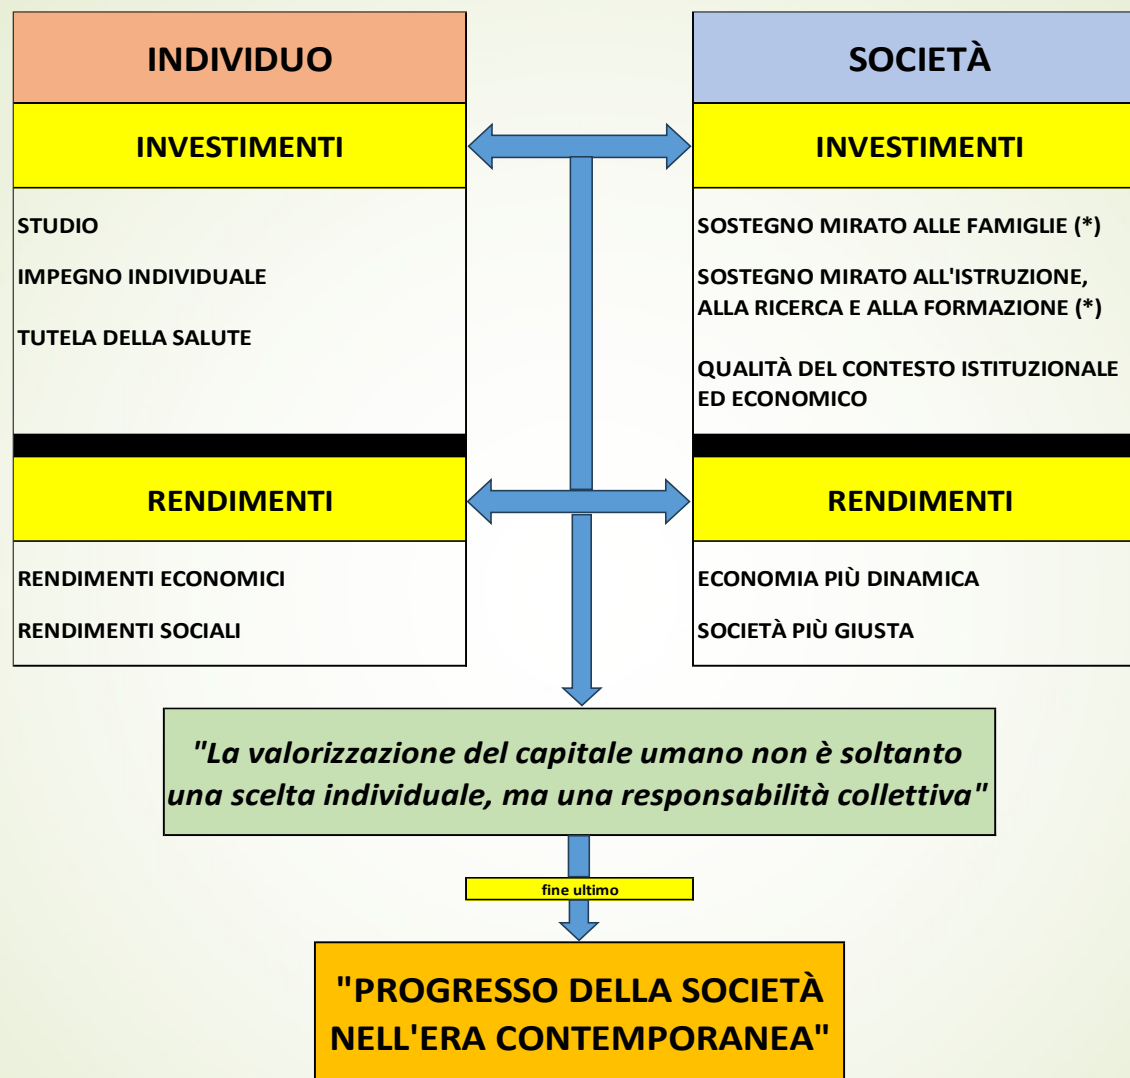 INDIVIDUO
SOCIETÀ
INVESTIMENTI
INVESTIMENTI
STUDIO
IMPEGNO INDIVIDUALE
TUTELA DELLA SALUTE
SOSTEGNO MIRATO ALLE FAMIGLIE (*)
SOSTEGNO MIRATO ALL'ISTRUZIONE,
ALLA RICERCA E ALLA FORMAZIONE (*)
QUALITÀ DEL CONTESTO ISTITUZIONALE
ED ECONOMICO
RENDIMENTI
RENDIMENTI
RENDIMENTI ECONOMICI
RENDIMENTI SOCIALI
ECONOMIA PIÙ DINAMICA
SOCIETÀ PIÙ GIUSTA
"La valorizzazione del capitale umano non è soltanto
una scelta individuale, ma una responsabilità collettiva"
fine ultimo
"PROGRESSO DELLA SOCIETÀ
NELL'ERA CONTEMPORANEA"